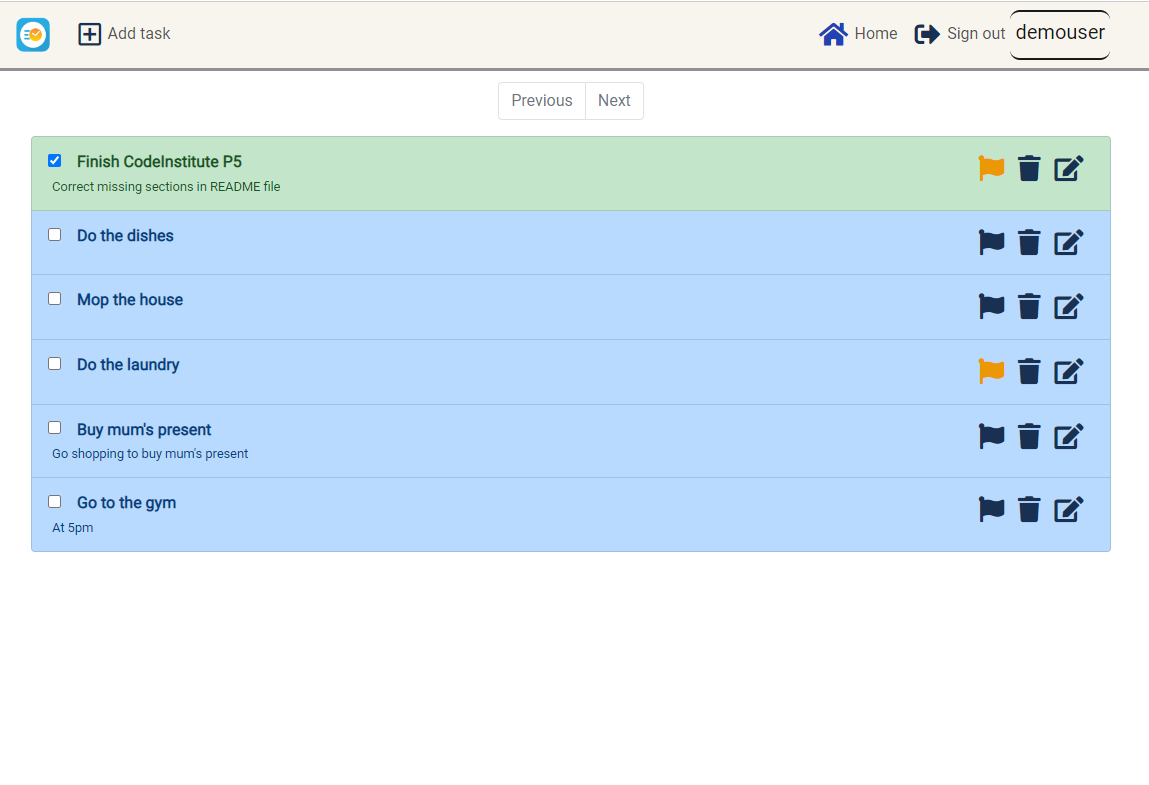 Add task
Home
Sign out
demouser
Previous
Next
Finish CodeInstitute P5
Correct missing sections in README file
Do the dishes
Mop the house
Do the laundry
Buy mum's present
Go shopping to buy mum's present
Go to the gym
At 5pm